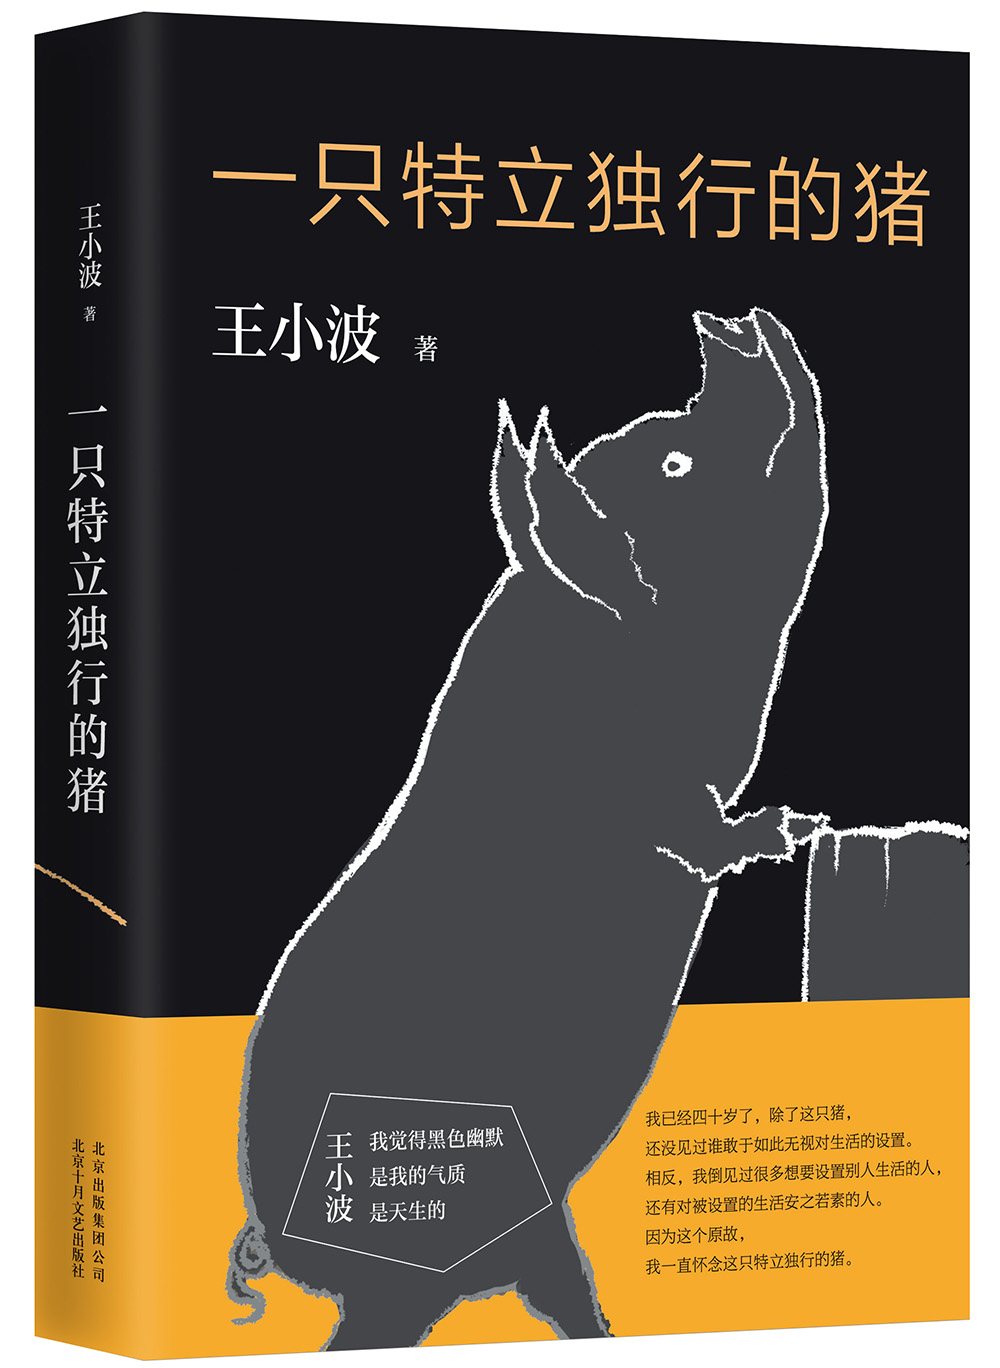 一只特立独行的猪
王小波 著
王小波 著
一只特立独行的猪
北京出版集团公司
北京十月文艺出版社
王小波
我觉得黑色幽默
是我的气质
是天生的
我已经四十岁了，除了这只猪，
还没见过谁敢于如此无视对生活的设置。
相反，我倒见过很多想要设置别人生活的人，
还有对被设置的生活安之若素的人。
因为这个原故，
我一直怀念这只特立独行的猪。